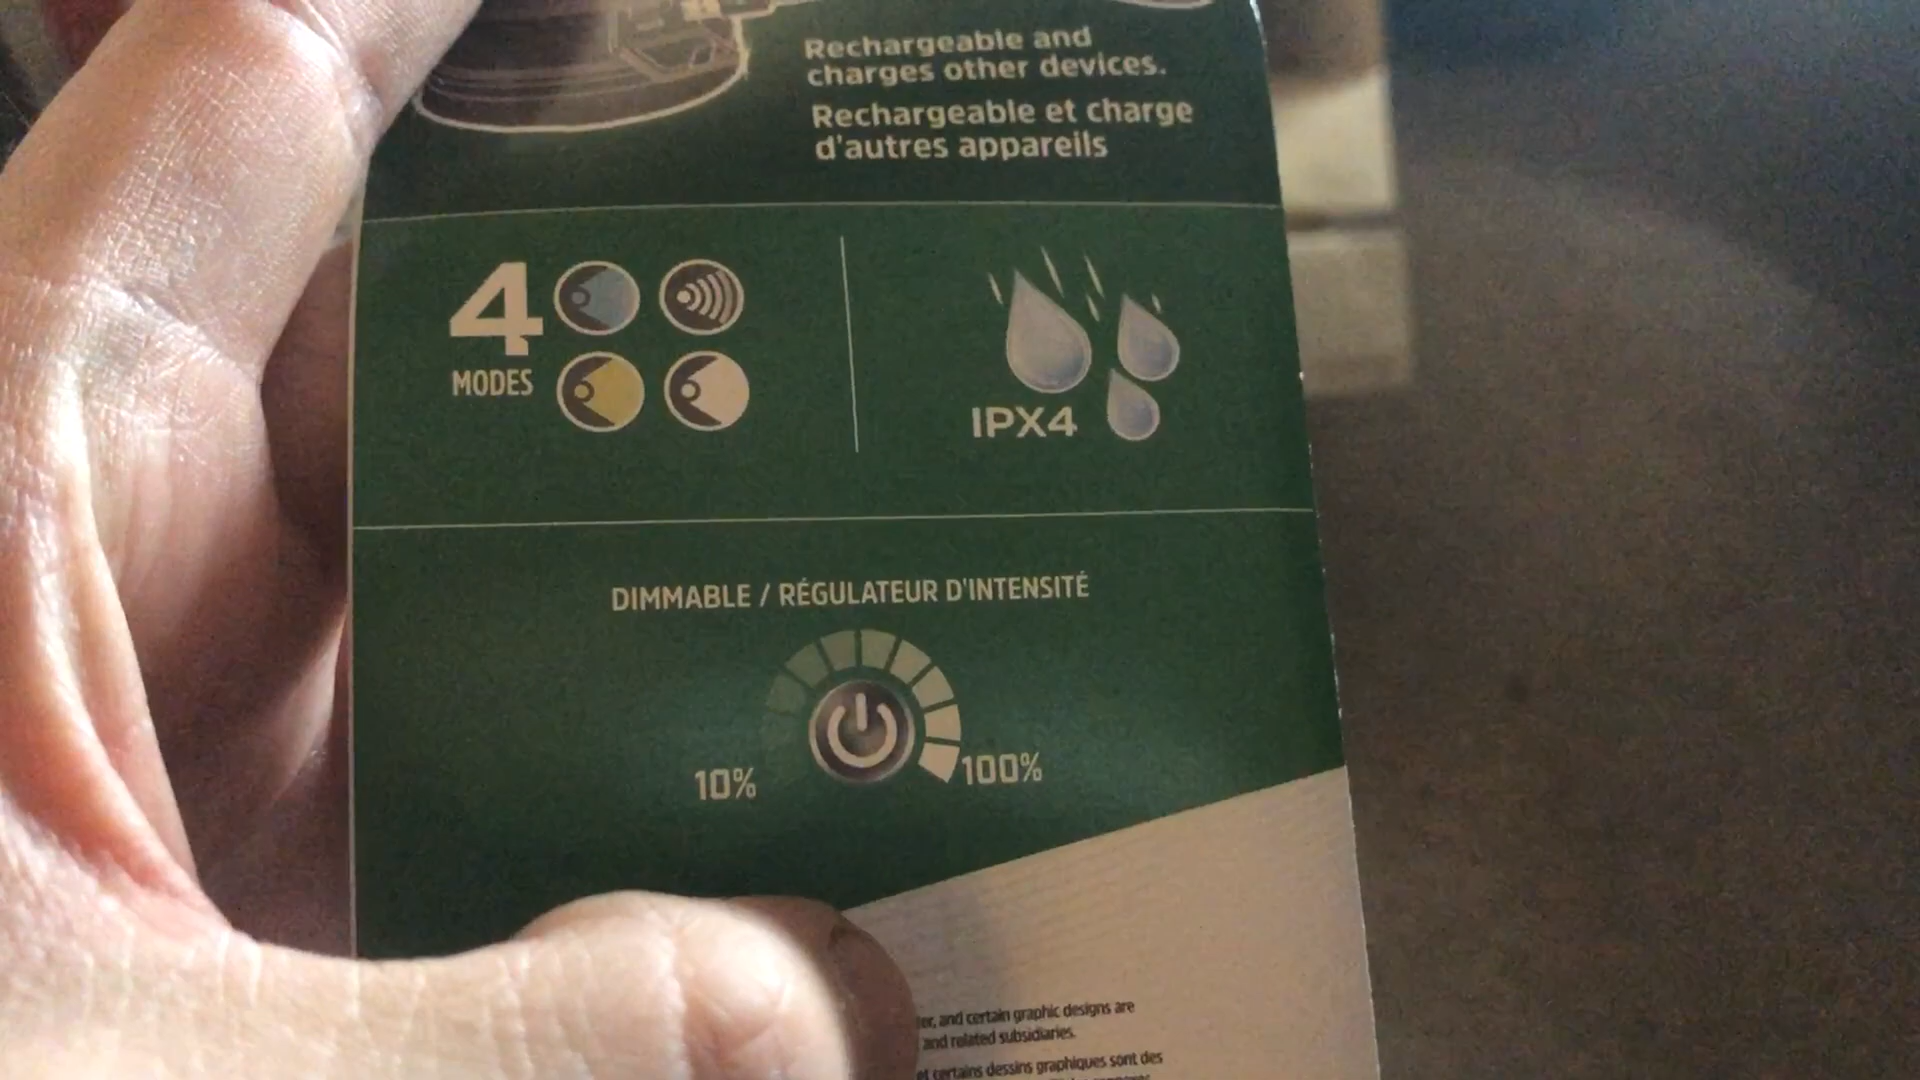 Rechargeable and
charges other devices.
Rechargeable et charge
d'autres appareils
4
MODES
IPX4
DIMMABLE / RÉGULATEUR D'INTENSITÉ
10%
100%
and certain graphic designs are
and related subsidiaries.
et certains dessins graphiques sont des